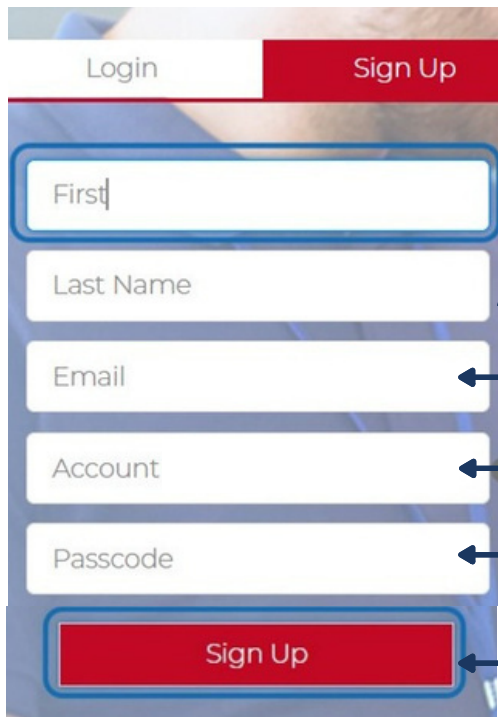 Login Sign Up
First
Last Name
Email
Account
Passcode
Sign Up